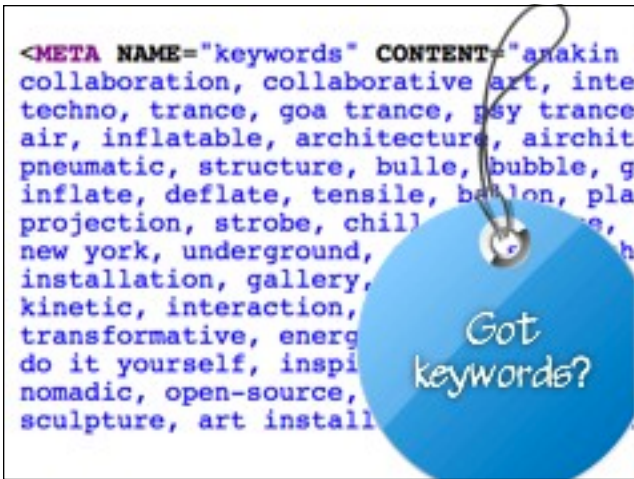 <META NAME="keywords" CONTENT="anakin
collaboration, collaborative art, inte
techno, trance, goa trance, psy trance
air, inflatable, architecture, airchit
pneumatic, structure, bulle, bubble, g
inflate, deflate, tensile, ballon, pla
projection, strobe, chill
new york, underground,
installation, gallery,
kinetic, interaction,
transformative, energ
do it yourself, inspi
nomadic, open-source,
sculpture, art install
Got
keywords?